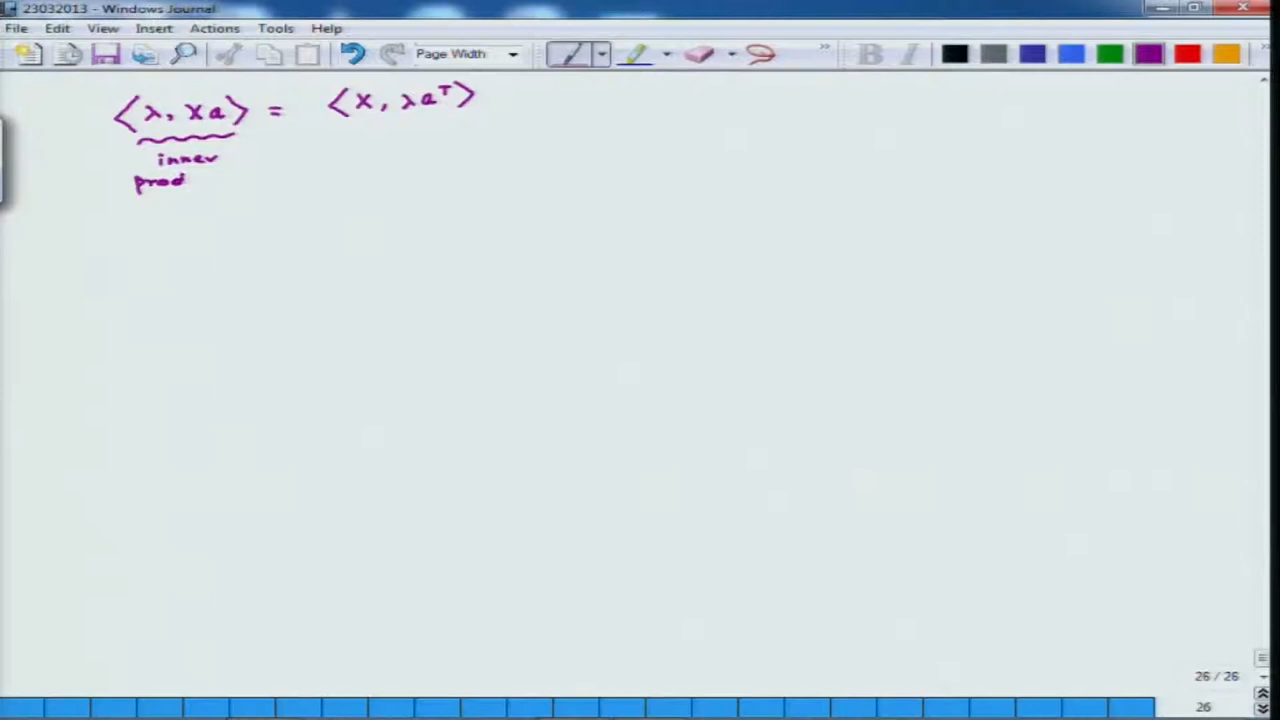 23032013 - Windows Journal
File Edit View Insert Actions Tools Help
Page Width
B I
⟨λ, Xa⟩ = ⟨X, λaᵀ⟩
inner
prod
26 / 26
26